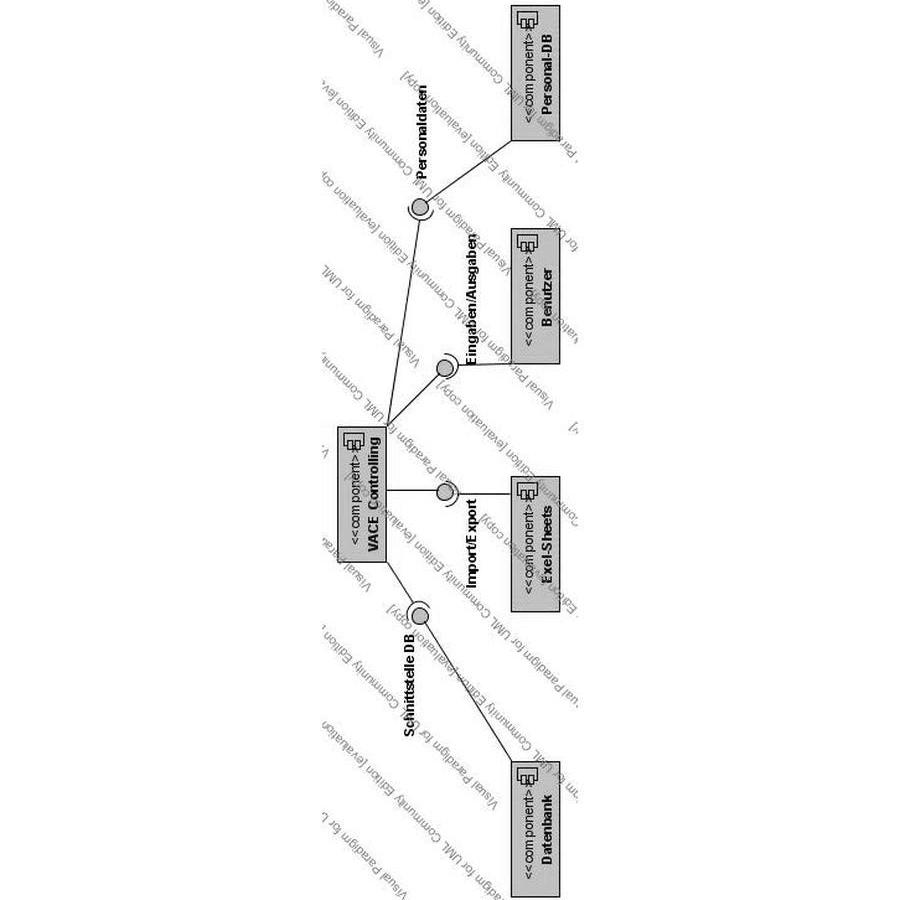 <<component>>
VACE Controlling
Schnittstelle DB
Import/Export
Eingaben/Ausgaben
Personaldaten
<<component>>
Datenbank
<<component>>
Exel-Sheets
<<component>>
Benutzer
<<component>>
Personal-DB
Visual Paradigm for UML Community Edition [evaluation copy]